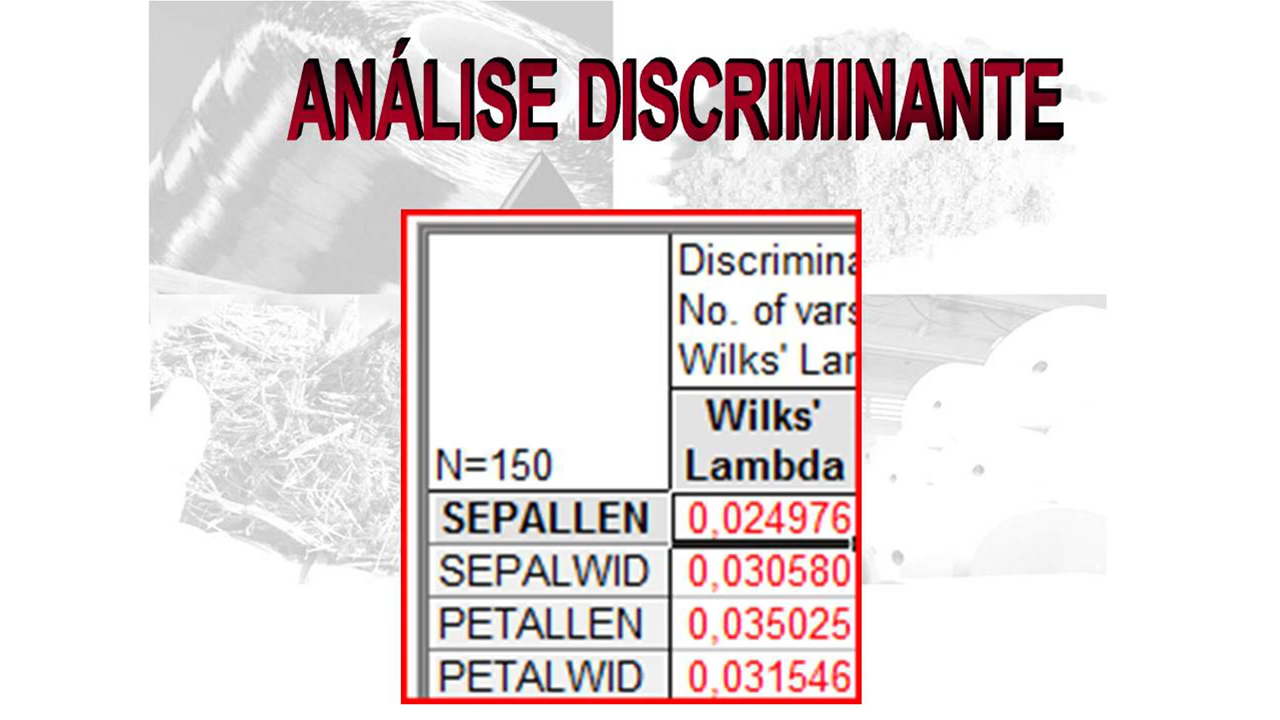 ANÁLISE DISCRIMINANTE
Discrimina
No. of vars
Wilks' Lar
Wilks'
N=150 Lambda
SEPALLEN 0,024976
SEPALWID 0,030580
PETALLEN 0,035025
PETALWID 0,031546